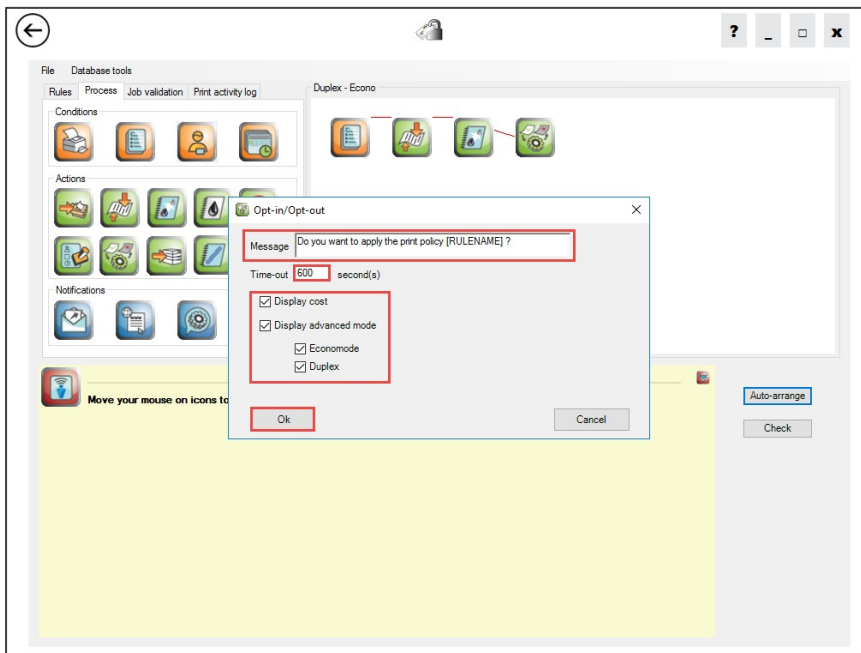 ? _ □ x
File Database tools
Rules Process Job validation Print activity log
Duplex - Econo
Conditions
Actions
Notifications
Opt-in/Opt-out
Message Do you want to apply the print policy [RULENAME] ?
Time-out 600 second(s)
Display cost
Display advanced mode
Economode
Duplex
Ok Cancel
Move your mouse on icons to
Auto-arrange
Check